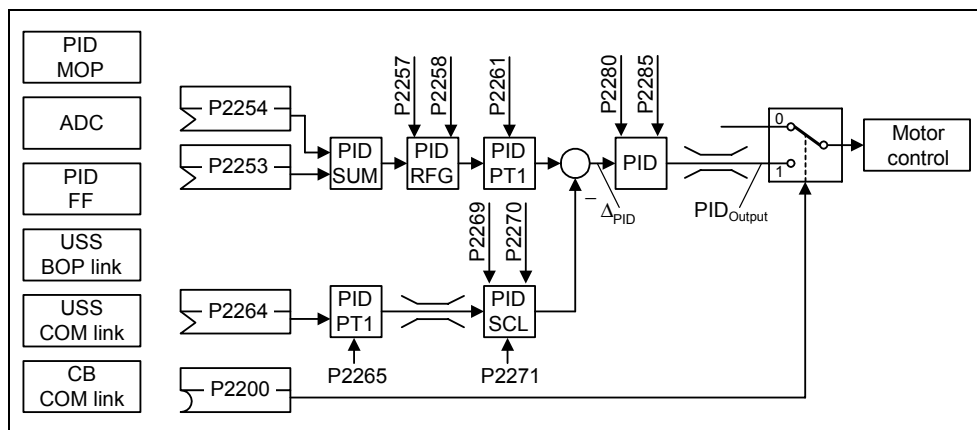 PID
MOP
ADC
PID
FF
USS
BOP link
USS
COM link
CB
COM link
P2254
P2253
P2264
P2200
PID
SUM
P2257
P2258
PID
RFG
P2261
PID
PT1
−
Δ PID
P2280
P2285
PID
PID Output
0
1
Motor
control
PID
PT1
P2265
P2269
P2270
PID
SCL
P2271